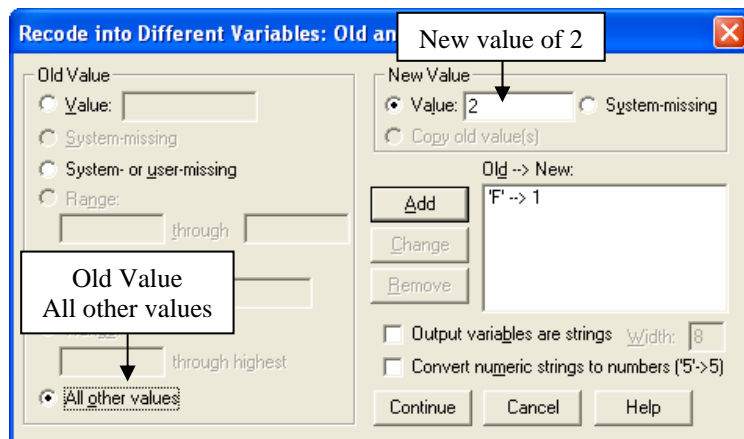 Recode into Different Variables: Old an
New value of 2
Old Value
Value:
System-missing
System- or user-missing
Range:
through
Old Value
All other values
through highest
All other values
New Value
Value: 2
System-missing
Copy old value(s)
Old --> New:
Add
'F' --> 1
Change
Remove
Output variables are strings Width: 8
Convert numeric strings to numbers ('5'->5)
Continue
Cancel
Help